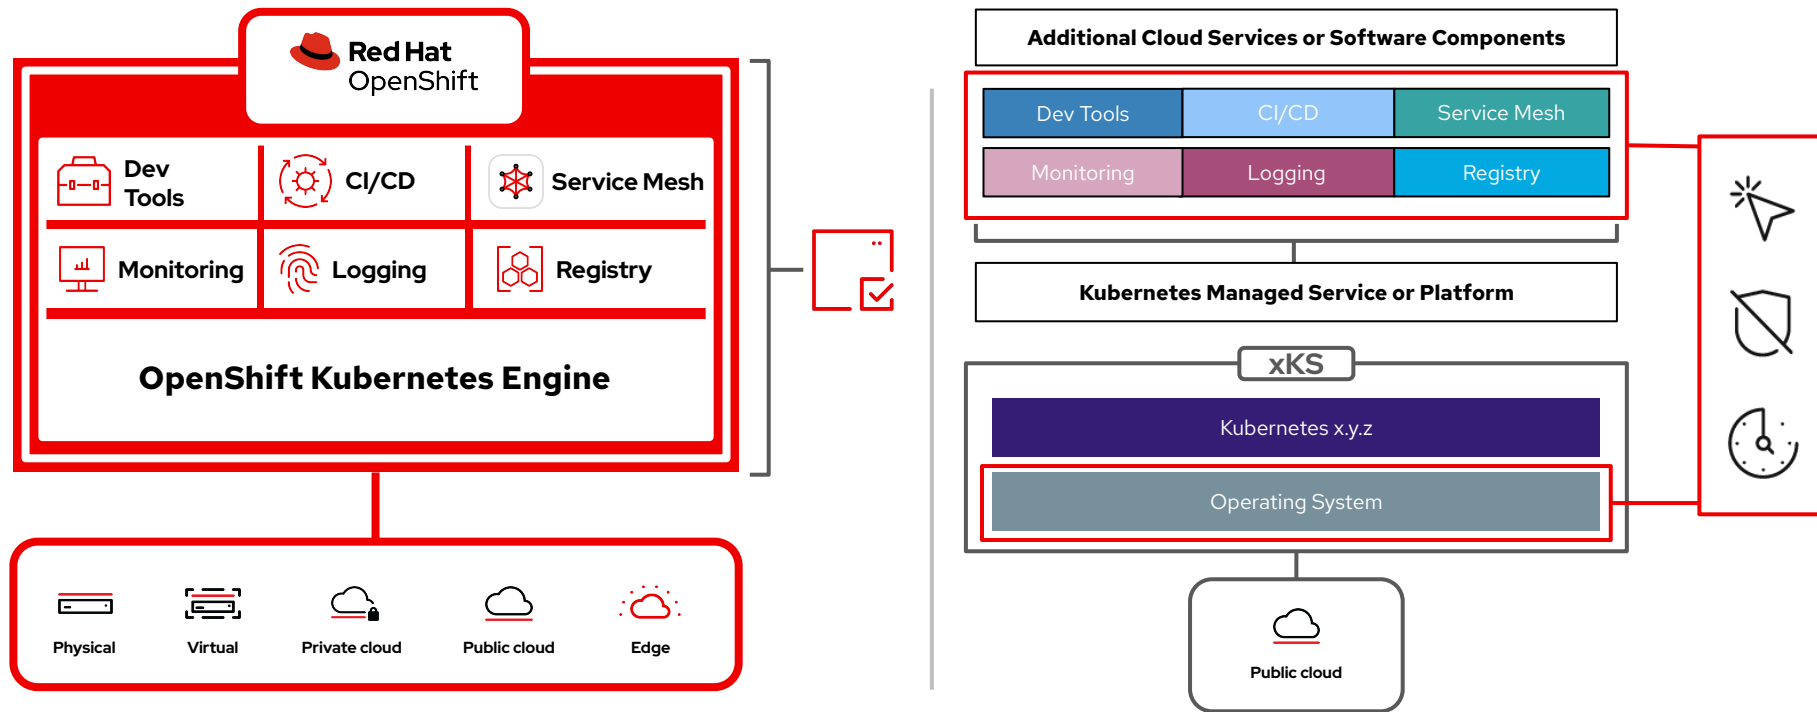 Red Hat
OpenShift
Dev
Tools
CI/CD
Service Mesh
Monitoring
Logging
Registry
OpenShift Kubernetes Engine
Physical
Virtual
Private cloud
Public cloud
Edge
Additional Cloud Services or Software Components
Dev Tools
CI/CD
Service Mesh
Monitoring
Logging
Registry
Kubernetes Managed Service or Platform
xKS
Kubernetes x.y.z
Operating System
Public cloud